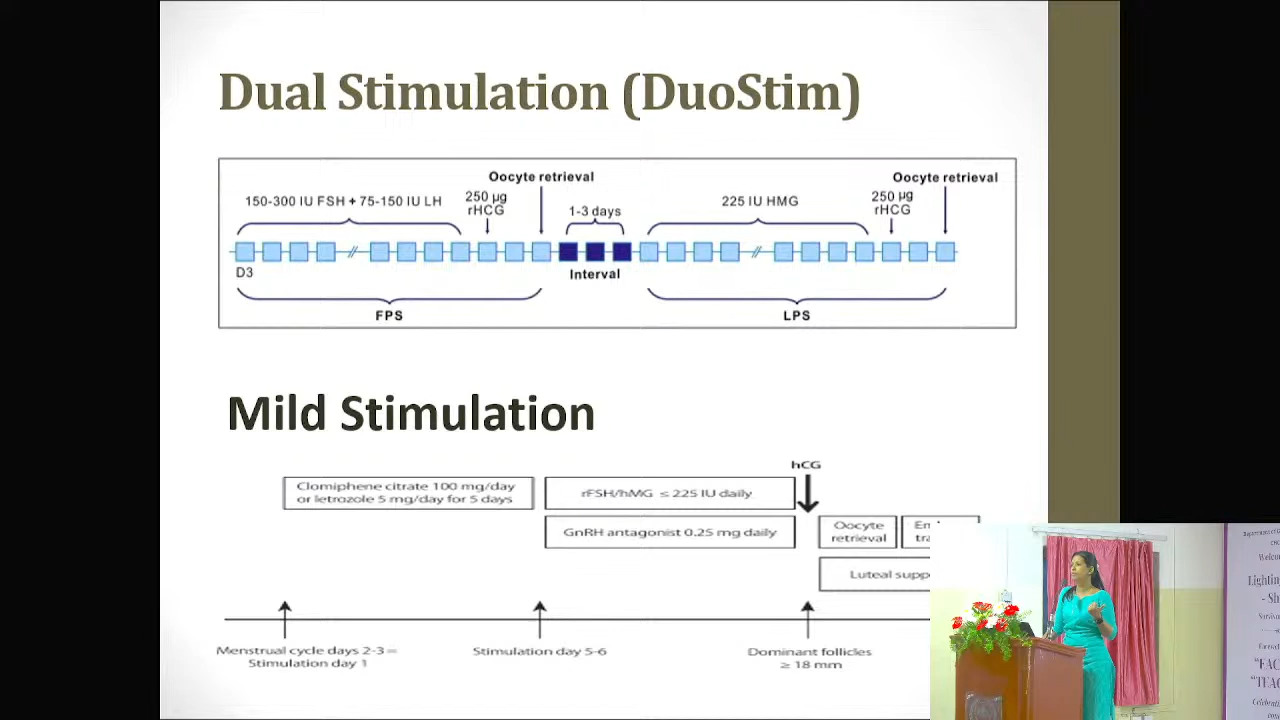 Dual Stimulation (DuoStim)
Oocyte retrieval
Oocyte retrieval
150-300 IU FSH + 75-150 IU LH
250 µg
rHCG
1-3 days
225 IU HMG
250 µg
rHCG
D3
Interval
FPS
LPS
Mild Stimulation
hCG
Clomiphene citrate 100 mg/day
or letrozole 5 mg/day for 5 days
rFSH/hMG ≤ 225 IU daily
GnRH antagonist 0.25 mg daily
Oocyte
retrieval
Luteal
Menstrual cycle days 2-3 =
Stimulation day 1
Stimulation day 5-6
Dominant follicles
≥ 18 mm
Department of